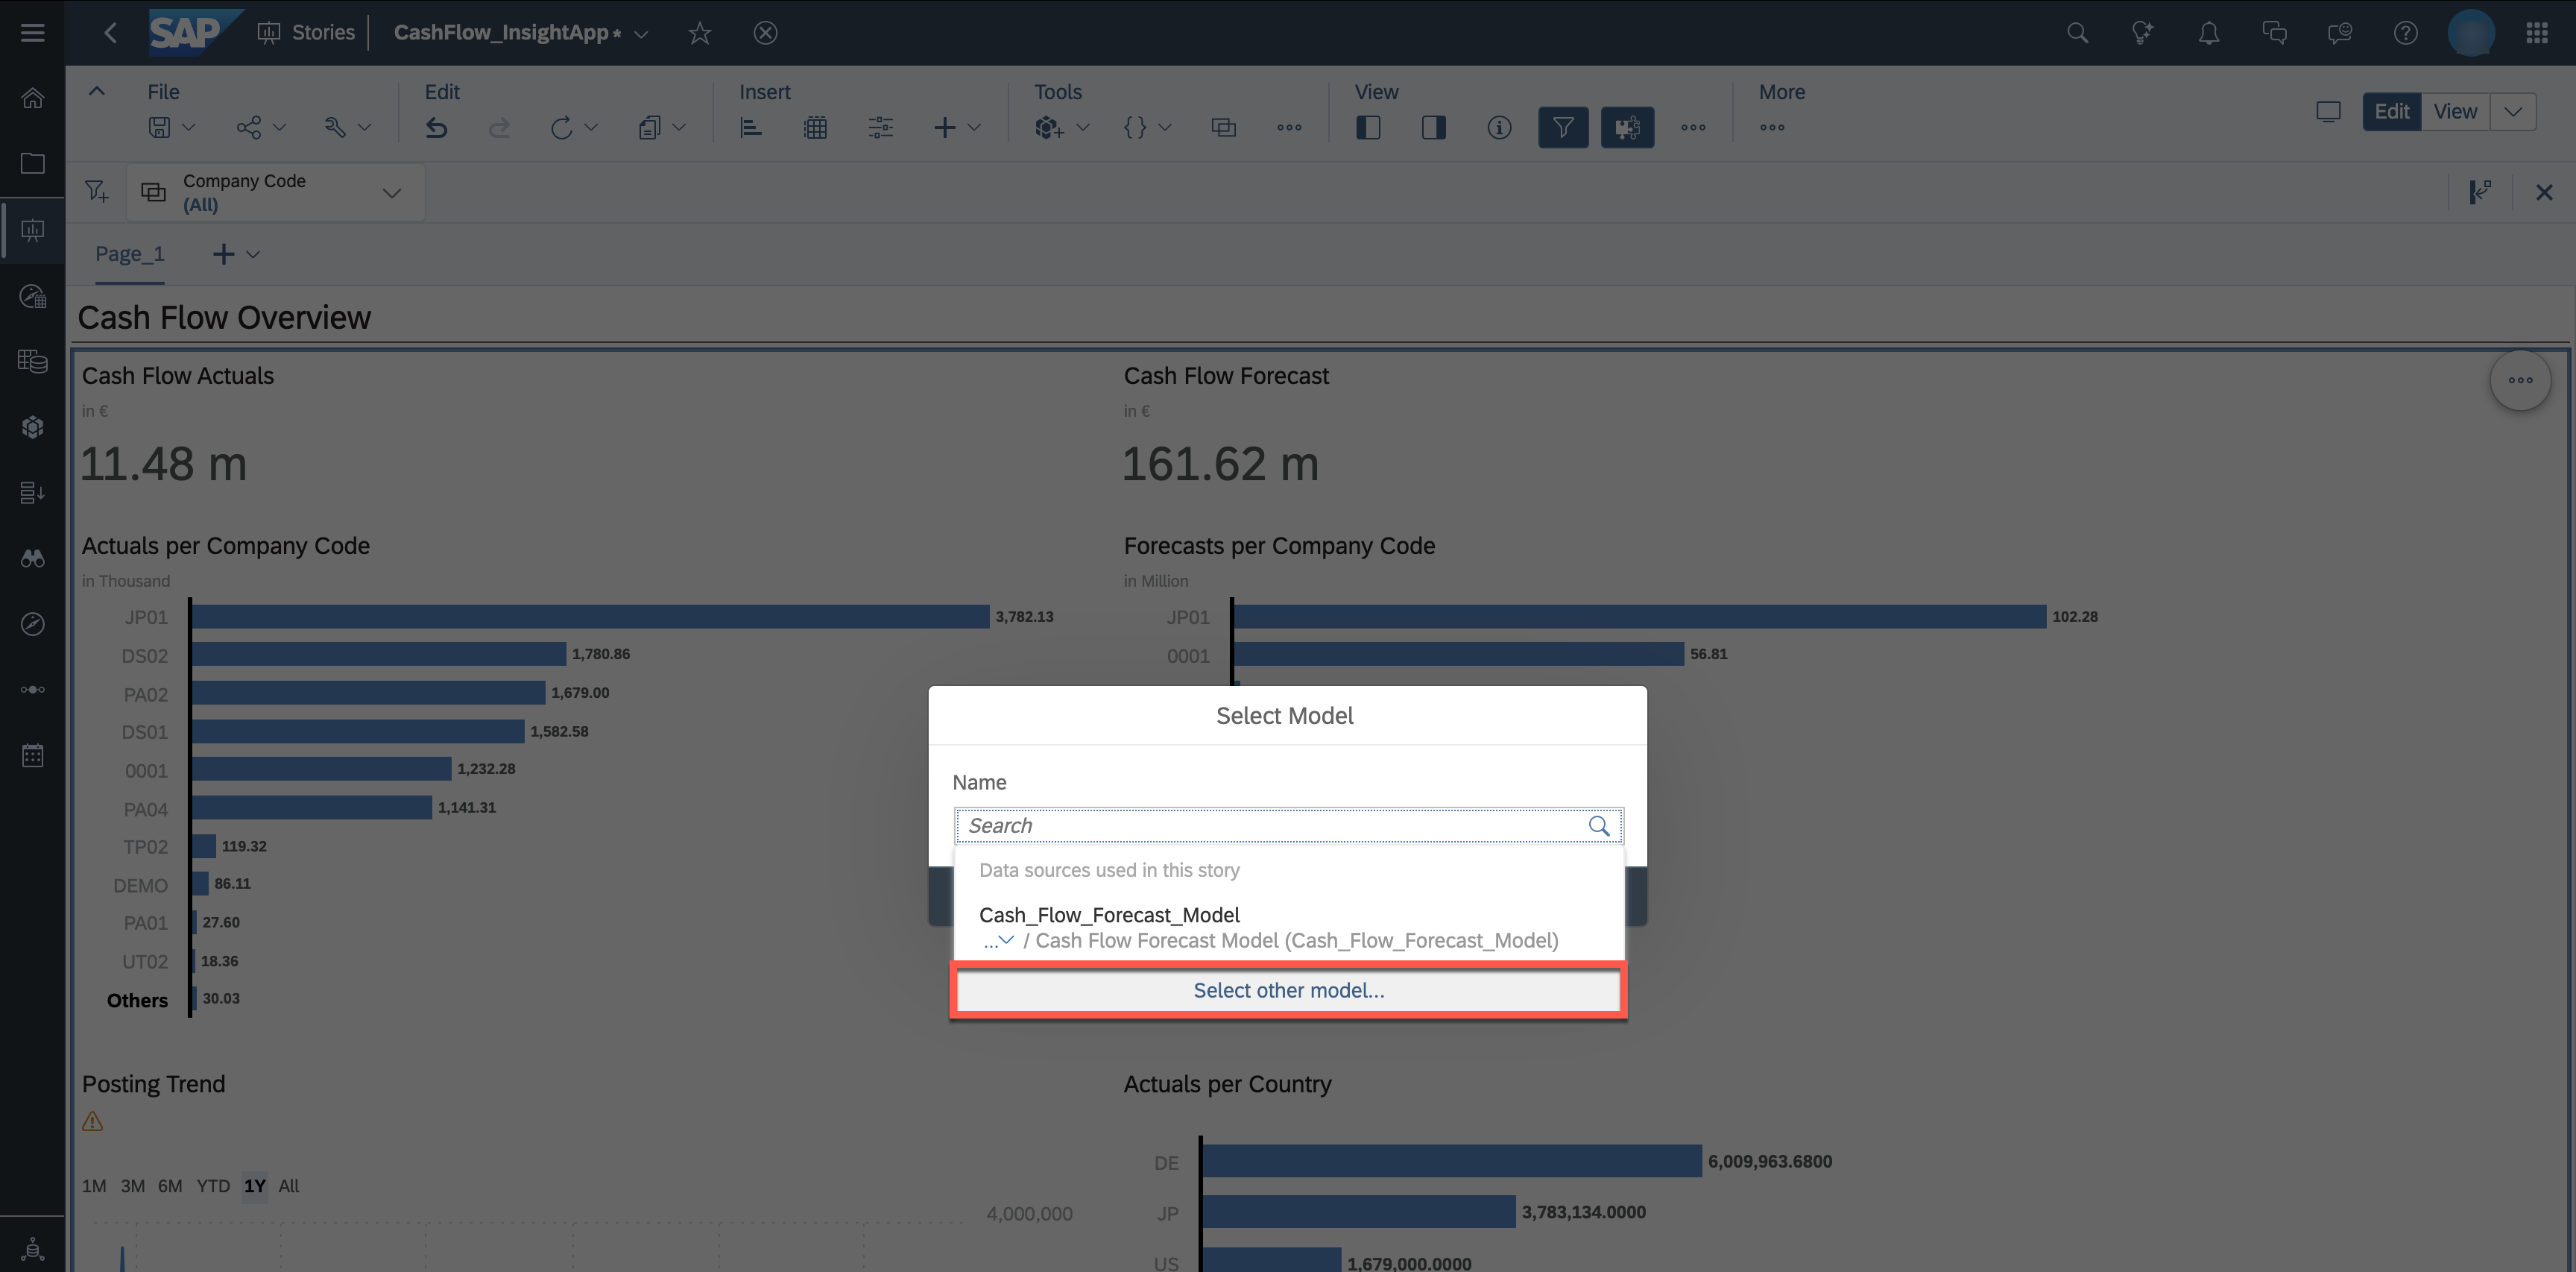 SAP
Stories
CashFlow_InsightApp*
File
Edit
Insert
Tools
View
More
Edit
View
Company Code
(All)
Page_1
Cash Flow Overview
Cash Flow Actuals
in €
11.48 m
Cash Flow Forecast
in €
161.62 m
Actuals per Company Code
in Thousand
JP01 3,782.13
DS02 1,780.86
PA02 1,679.00
DS01 1,582.58
0001 1,232.28
PA04 1,141.31
TP02 119.32
DEMO 86.11
PA01 27.60
UT02 18.36
Others 30.03
Forecasts per Company Code
in Million
JP01 102.28
0001 56.81
Select Model
Name
Search
Data sources used in this story
Cash_Flow_Forecast_Model
... / Cash Flow Forecast Model (Cash_Flow_Forecast_Model)
Select other model...
Posting Trend
1M 3M 6M YTD 1Y All
4,000,000
Actuals per Country
DE 6,009,963.6800
JP 3,783,134.0000
US 1,679,000.0000